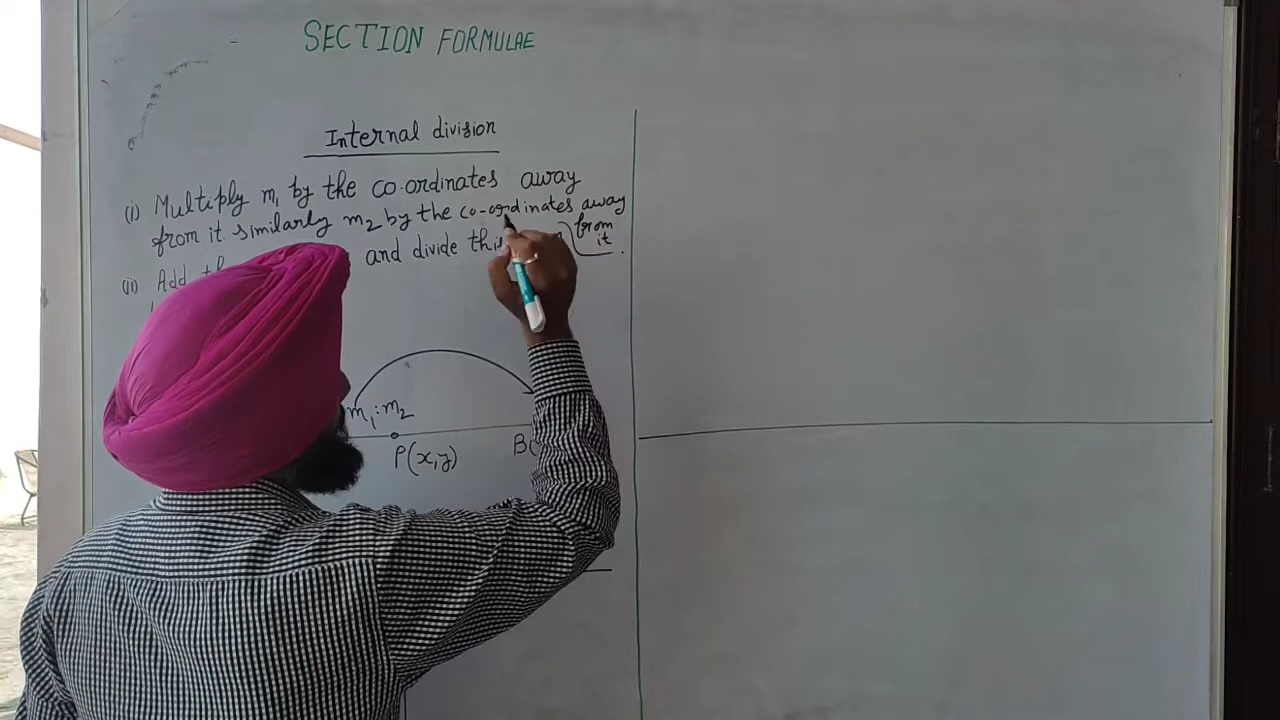 SECTION FORMULAE
Internal division
(i) Multiply m₁ by the co-ordinates away
from it. similarly m₂ by the co-ordinates away
from
it.
(ii) Add and divide this
m₁:m₂
P(x,y)
B(